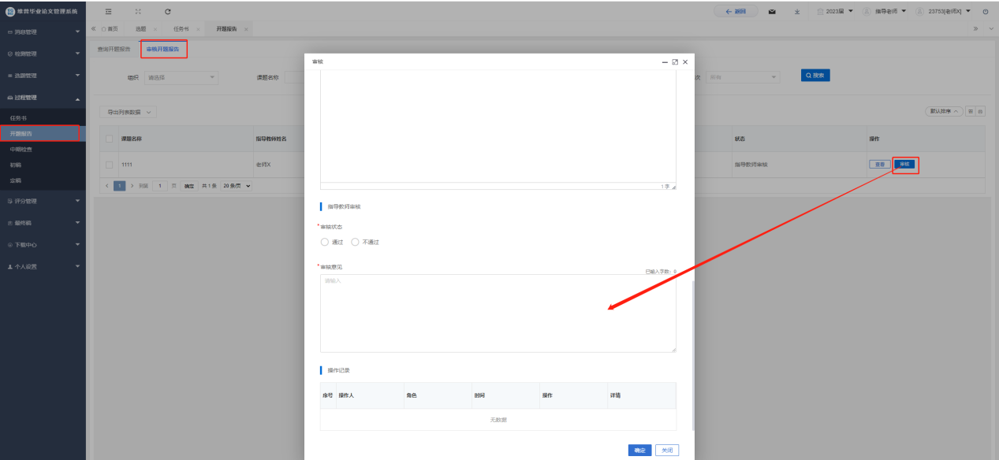 维普毕业论文管理系统
返回 2023届 指导老师 23753[老师X]
首页 选题 × 任务书 × 开题报告 ×
消息管理
检测管理
选题管理
过程管理
任务书
开题报告
中期检查
初稿
定稿
评分管理
最终稿
下载中心
个人设置
查询开题报告 审核开题报告
组织 请选择 课题名称 次 所有 搜索
导出列表数据 默认排序
课题名称 指导教师姓名 状态 操作
1111 老师X 指导教师审核 查看 审核
< 1 > 到第 1 页 确定 共1条 20条/页
审核
1字
指导教师审核
*审核状态
通过 不通过
*审核意见
已输入字数：0
请输入
操作记录
序号 操作人 角色 时间 操作 详情
无数据
确定 关闭